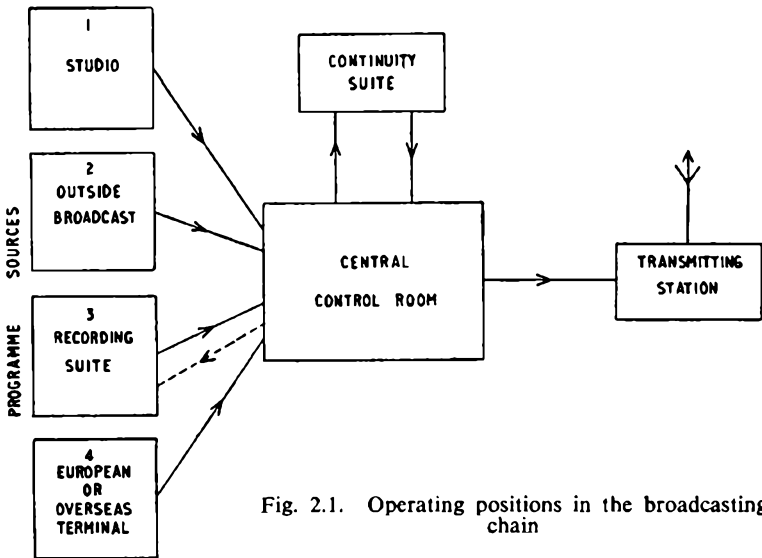 1
STUDIO
2
OUTSIDE
BROADCAST
3
RECORDING
SUITE
4
EUROPEAN
OR
OVERSEAS
TERMINAL
PROGRAMME SOURCES
CONTINUITY
SUITE
CENTRAL
CONTROL ROOM
TRANSMITTING
STATION
Fig. 2.1. Operating positions in the broadcasting
chain